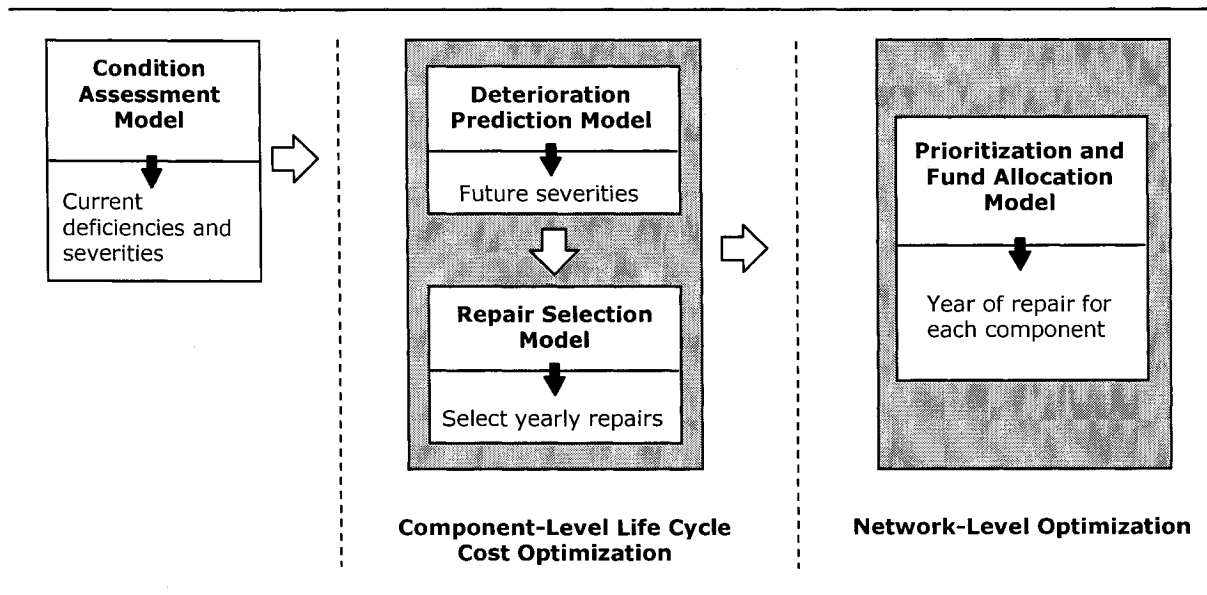 Condition
Assessment
Model
Current
deficiencies and
severities
Deterioration
Prediction Model
Future severities
Repair Selection
Model
Select yearly repairs
Component-Level Life Cycle
Cost Optimization
Prioritization and
Fund Allocation
Model
Year of repair for
each component
Network-Level Optimization